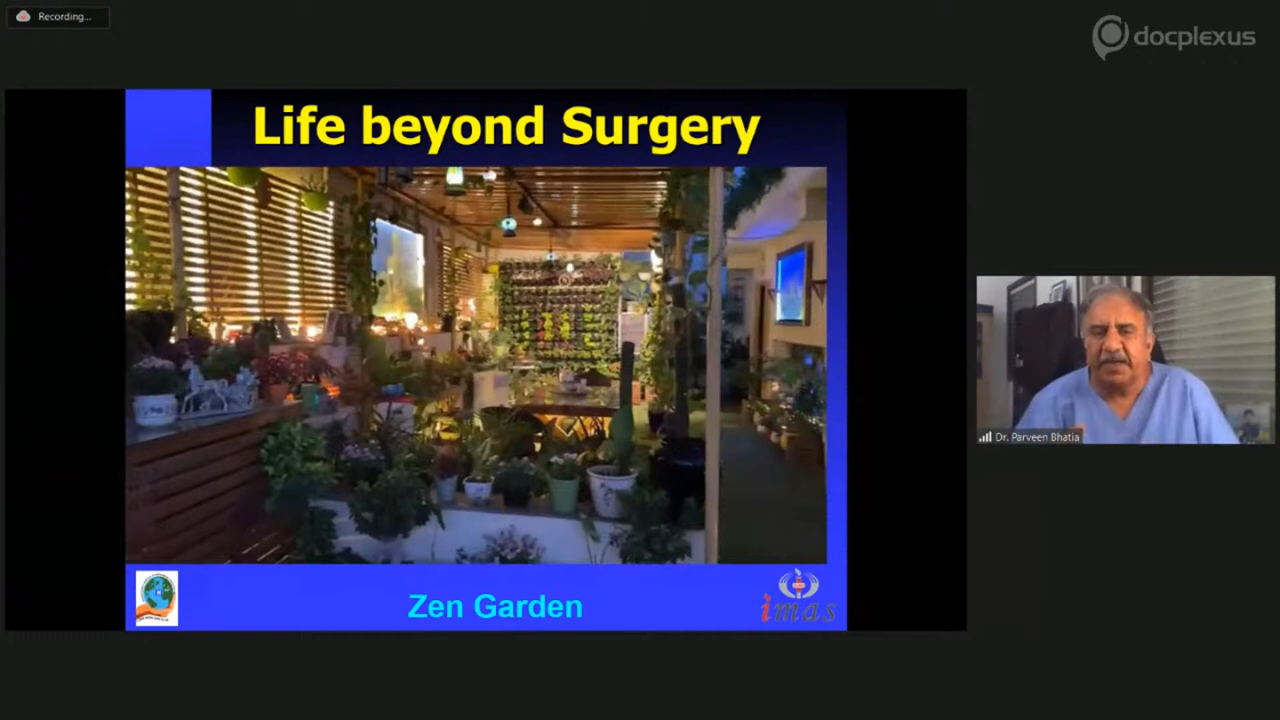 Recording...
docplexus
Life beyond Surgery
Dr. Parveen Bhatia
Zen Garden
imas